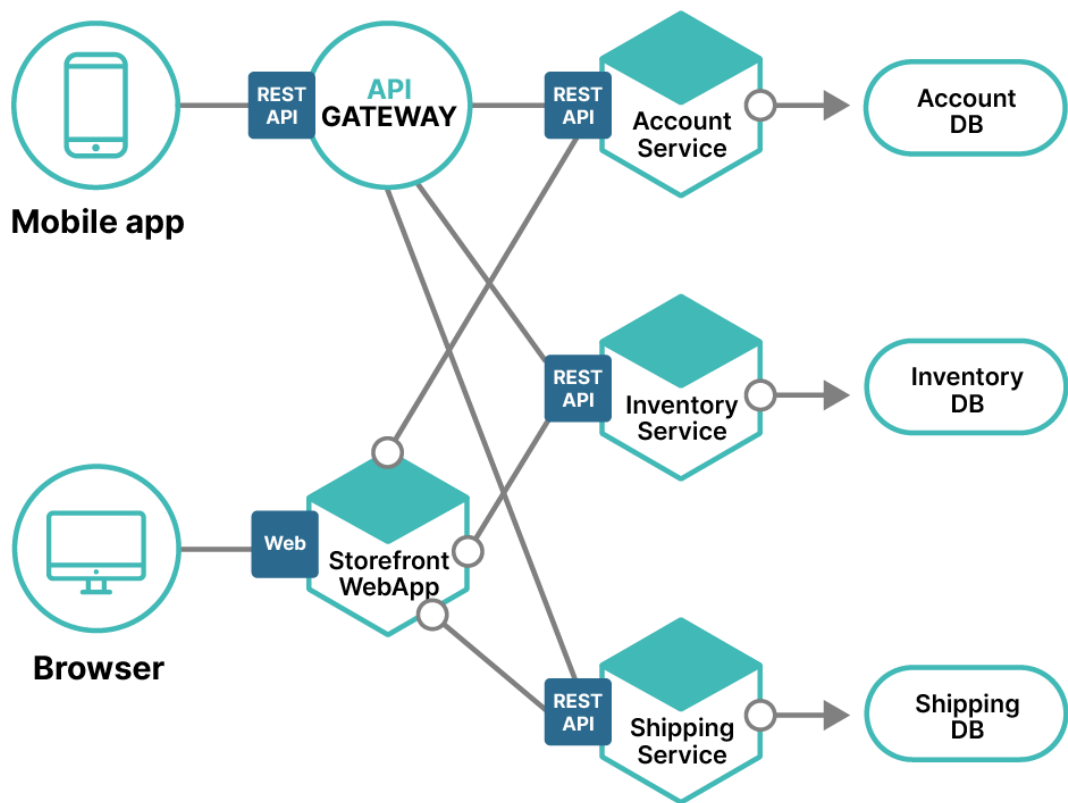 REST
API
API
GATEWAY
REST
API
Account
Service
Account
DB
Mobile app
REST
API
Inventory
Service
Inventory
DB
Web
Storefront
WebApp
Browser
REST
API
Shipping
Service
Shipping
DB